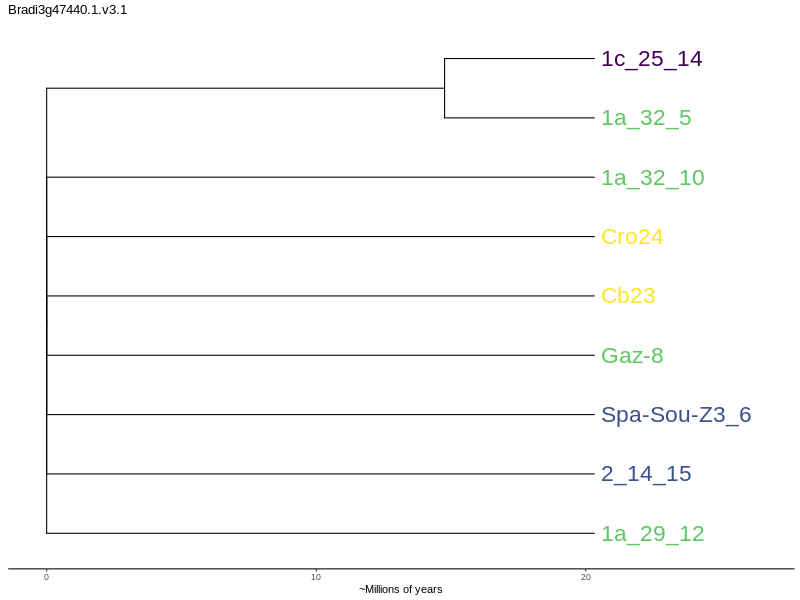 Bradi3g47440.1.v3.1
1c_25_14
1a_32_5
1a_32_10
Cro24
Cb23
Gaz-8
Spa-Sou-Z3_6
2_14_15
1a_29_12
0 10 20
~Millions of years